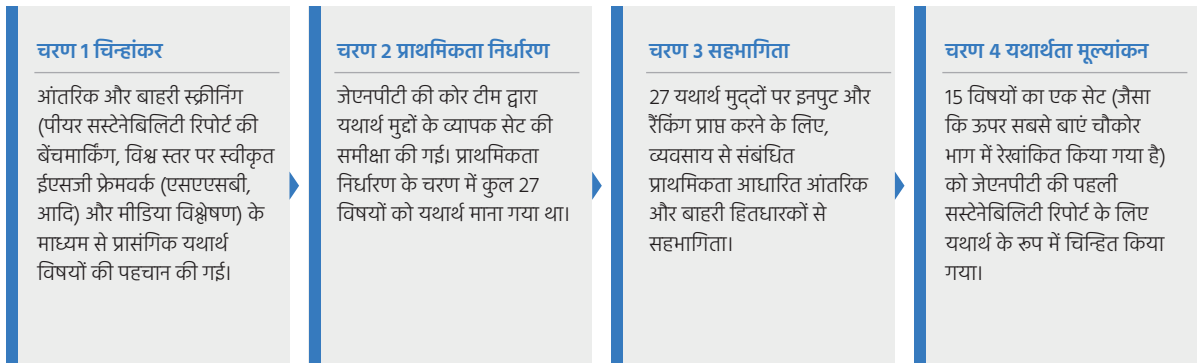 चरण 1 चिन्हांकर
आंतरिक और बाहरी स्क्रीनिंग
(पीयर सस्टेनेबिलिटी रिपोर्ट की
बेंचमार्किंग, विश्व स्तर पर स्वीकृत
ईएसजी फ्रेमवर्क (एसएएसबी,
आदि) और मीडिया विश्लेषण) के
माध्यम से प्रासंगिक यथार्थ
विषयों की पहचान की गई।
चरण 2 प्राथमिकता निर्धारण
जेएनपीटी की कोर टीम द्वारा
यथार्थ मुद्दों के व्यापक सेट की
समीक्षा की गई। प्राथमिकता
निर्धारण के चरण में कुल 27
विषयों को यथार्थ माना गया था।
चरण 3 सहभागिता
27 यथार्थ मुद्दों पर इनपुट और
रैंकिंग प्राप्त करने के लिए,
व्यवसाय से संबंधित
प्राथमिकता आधारित आंतरिक
और बाहरी हितधारकों से
सहभागिता।
चरण 4 यथार्थता मूल्यांकन
15 विषयों का एक सेट (जैसा
कि ऊपर सबसे बाएं चौकोर
भाग में रेखांकित किया गया है)
को जेएनपीटी की पहली
सस्टेनेबिलिटी रिपोर्ट के लिए
यथार्थ के रूप में चिन्हित किया
गया।